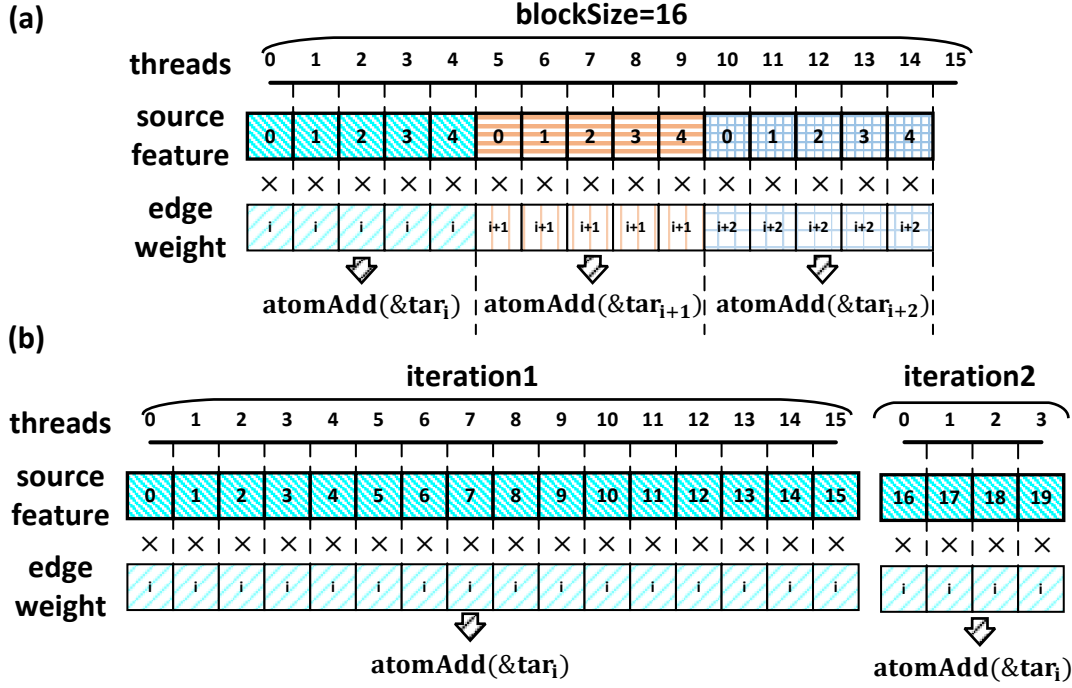 (a)
blockSize=16
threads 0 1 2 3 4 5 6 7 8 9 10 11 12 13 14 15
source feature 0 1 2 3 4 0 1 2 3 4 0 1 2 3 4
× × × × × × × × × × × × × × ×
edge weight i i i i i i+1 i+1 i+1 i+1 i+1 i+2 i+2 i+2 i+2 i+2
atomAdd(&tarᵢ) atomAdd(&tarᵢ₊₁) atomAdd(&tarᵢ₊₂)
(b)
iteration1 iteration2
threads 0 1 2 3 4 5 6 7 8 9 10 11 12 13 14 15 0 1 2 3
source feature 0 1 2 3 4 5 6 7 8 9 10 11 12 13 14 15 16 17 18 19
× × × × × × × × × × × × × × × × × × × ×
edge weight i i i i i i i i i i i i i i i i i i i i
atomAdd(&tarᵢ) atomAdd(&tarᵢ)